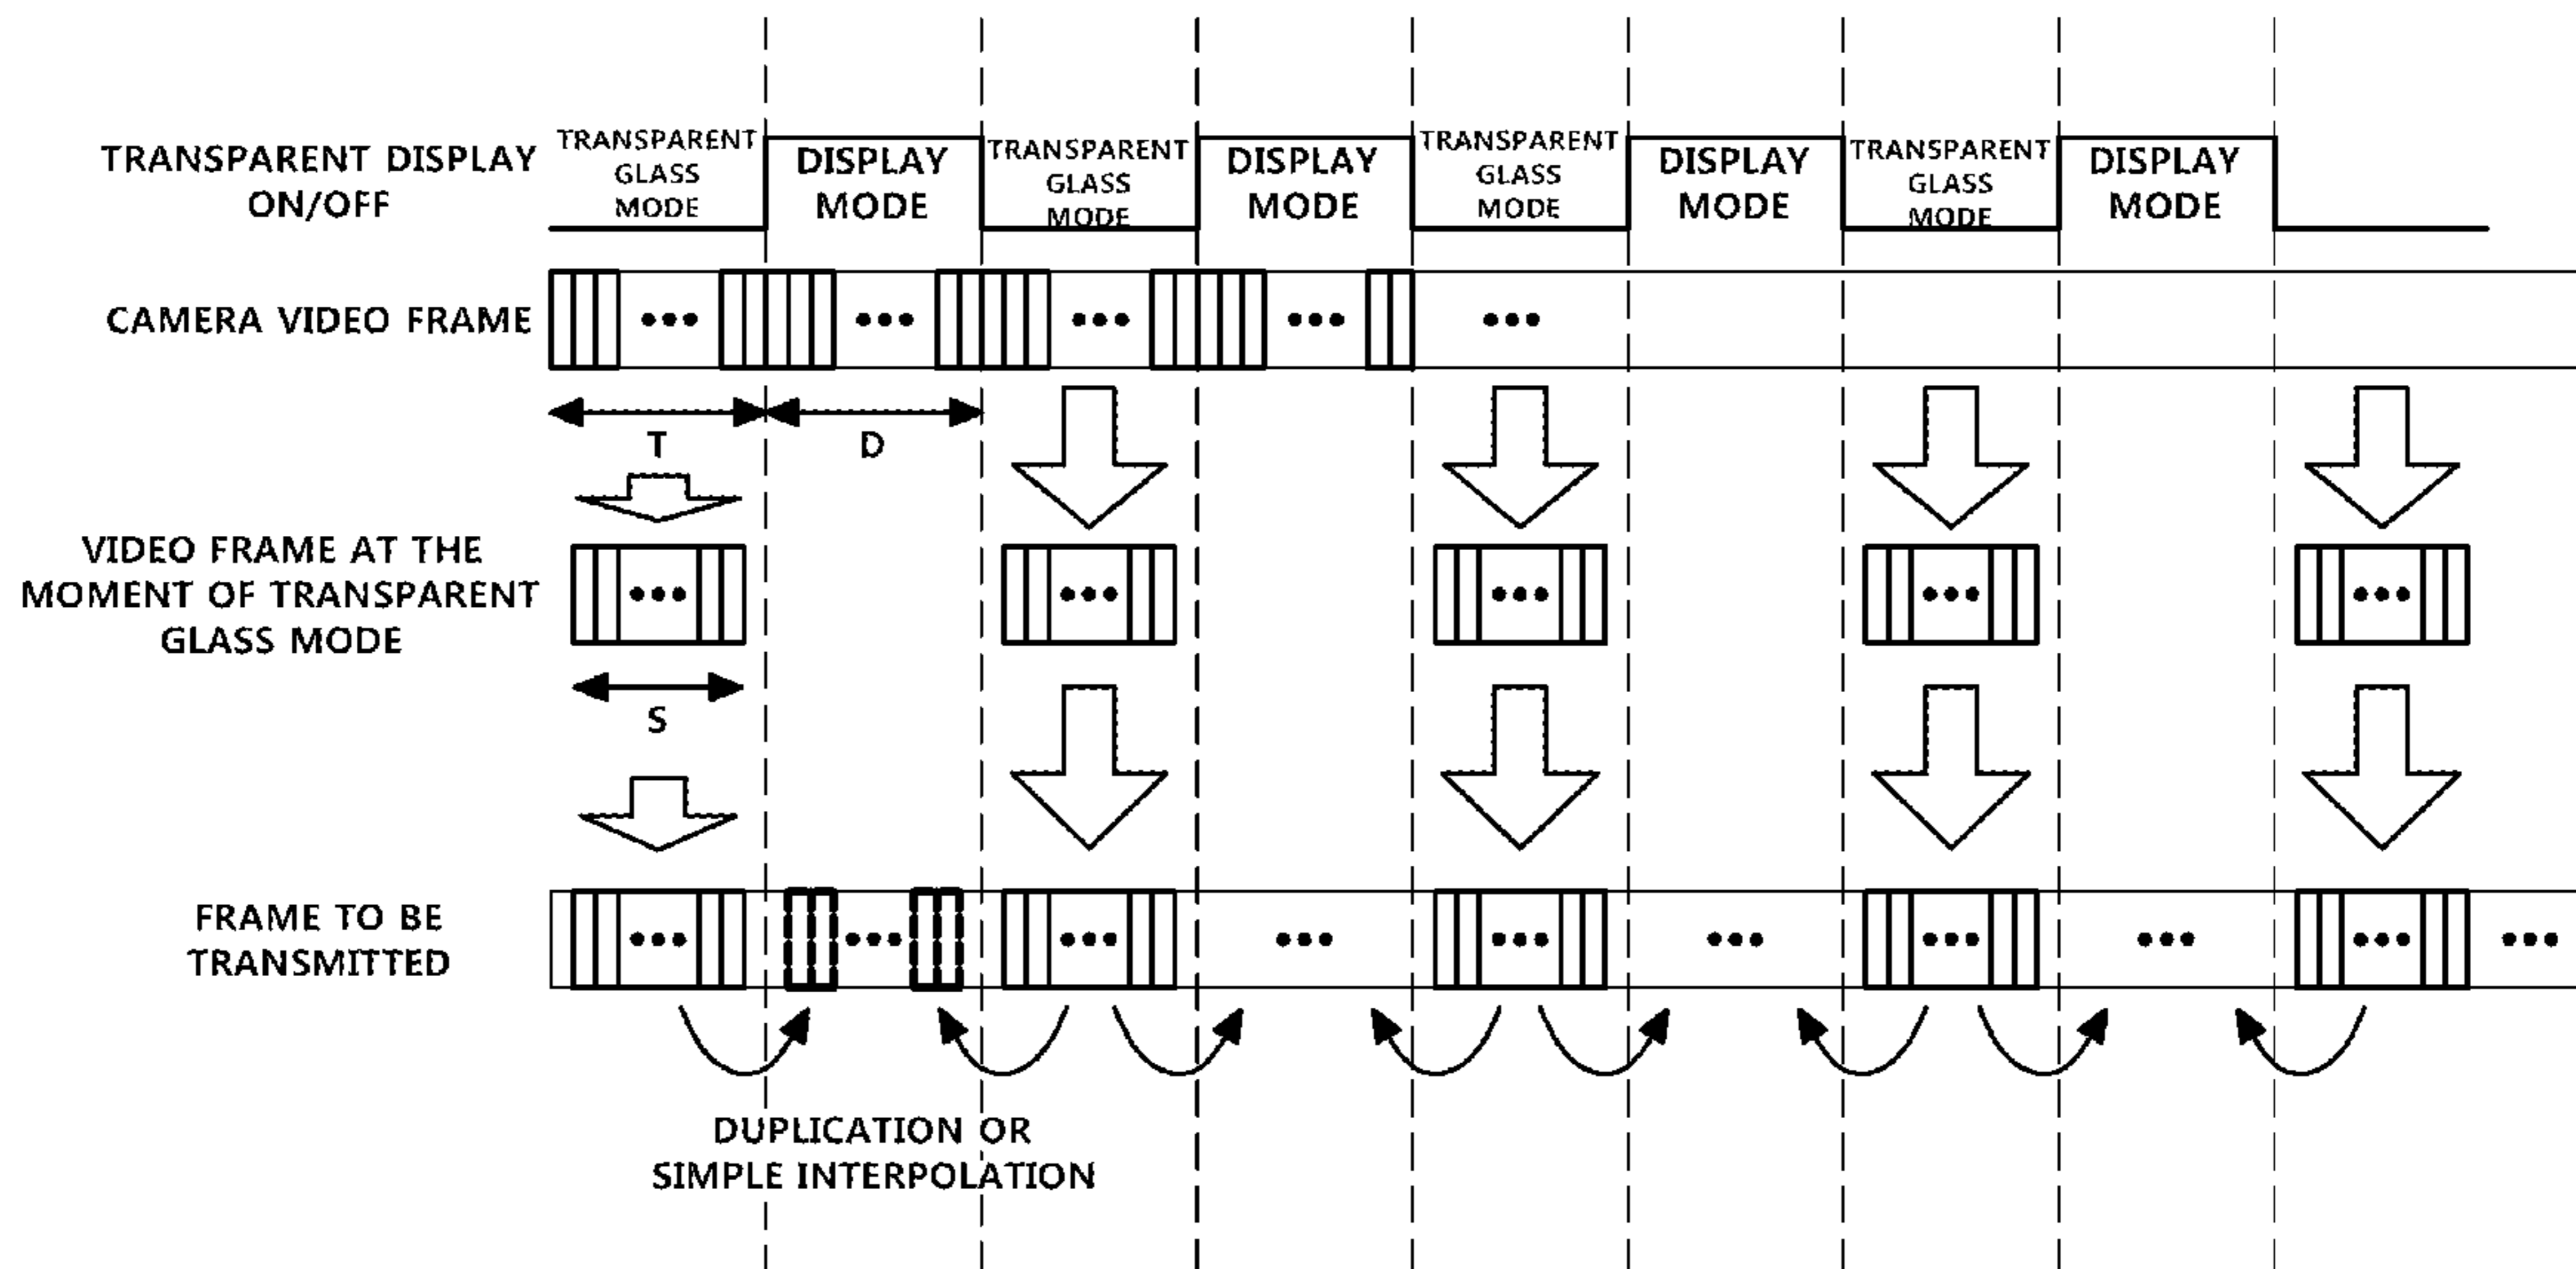 TRANSPARENT DISPLAY
ON/OFF
TRANSPARENT
GLASS
MODE
DISPLAY
MODE
TRANSPARENT
GLASS
MODE
DISPLAY
MODE
TRANSPARENT
GLASS
MODE
DISPLAY
MODE
TRANSPARENT
GLASS
MODE
DISPLAY
MODE
CAMERA VIDEO FRAME
T
D
VIDEO FRAME AT THE
MOMENT OF TRANSPARENT
GLASS MODE
S
FRAME TO BE
TRANSMITTED
DUPLICATION OR
SIMPLE INTERPOLATION